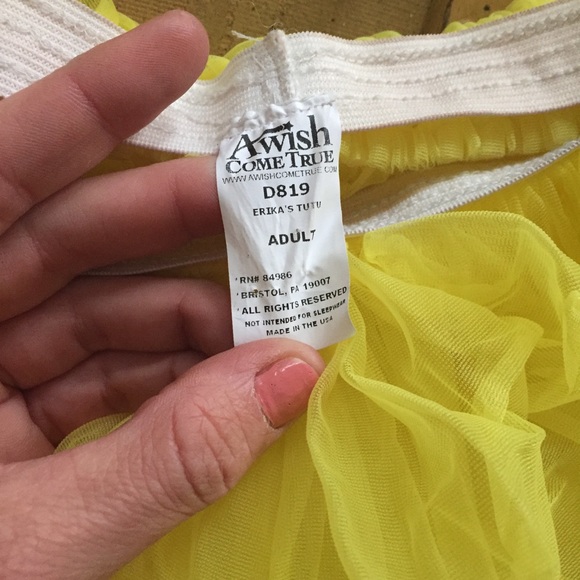 A wish
COME TRUE
WWW.AWISHCOMETRUE.COM
D819
ERIKA'S TUTU
ADULT
*RN# 84986
*BRISTOL, PA 19007
*ALL RIGHTS RESERVED
NOT INTENDED FOR SLEEPWEAR
MADE IN THE USA